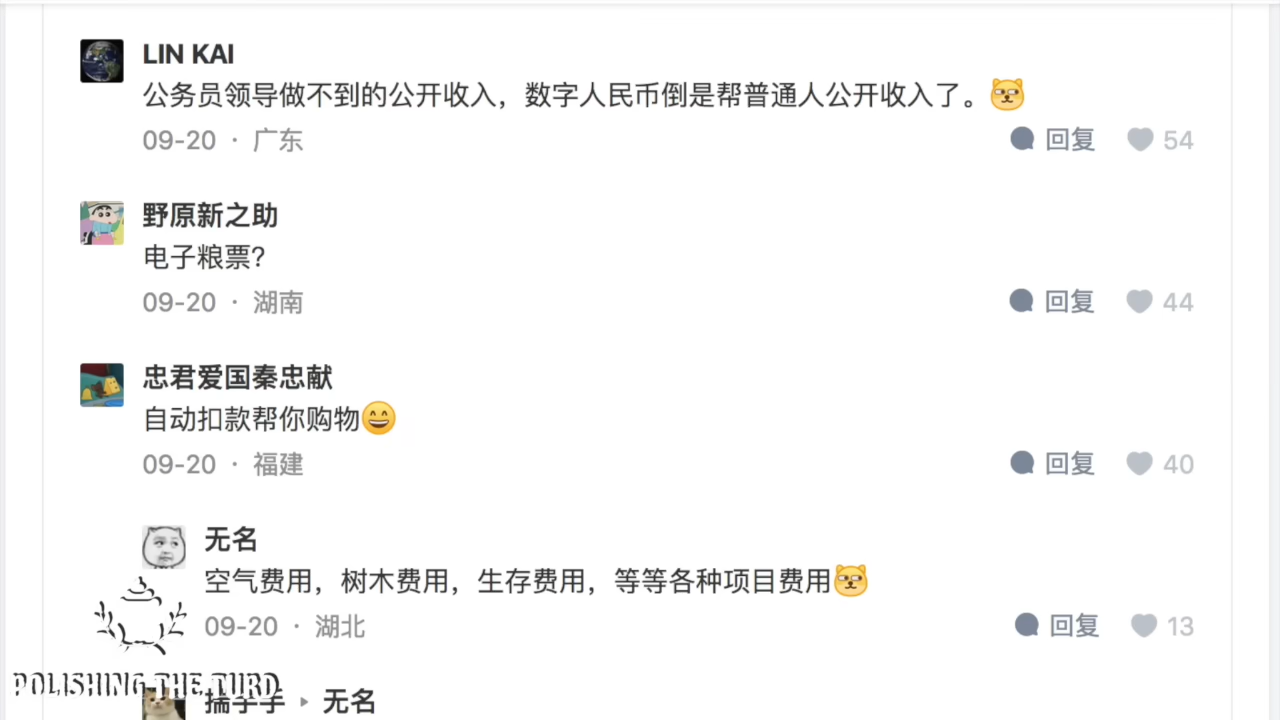 LIN KAI
公务员领导做不到的公开收入，数字人民币倒是帮普通人公开收入了。
09-20 · 广东 回复 54
野原新之助
电子粮票?
09-20 · 湖南 回复 44
忠君爱国秦忠献
自动扣款帮你购物
09-20 · 福建 回复 40
无名
空气费用，树木费用，生存费用，等等各种项目费用
09-20 · 湖北 回复 13
POLISHING THE TURD
无名